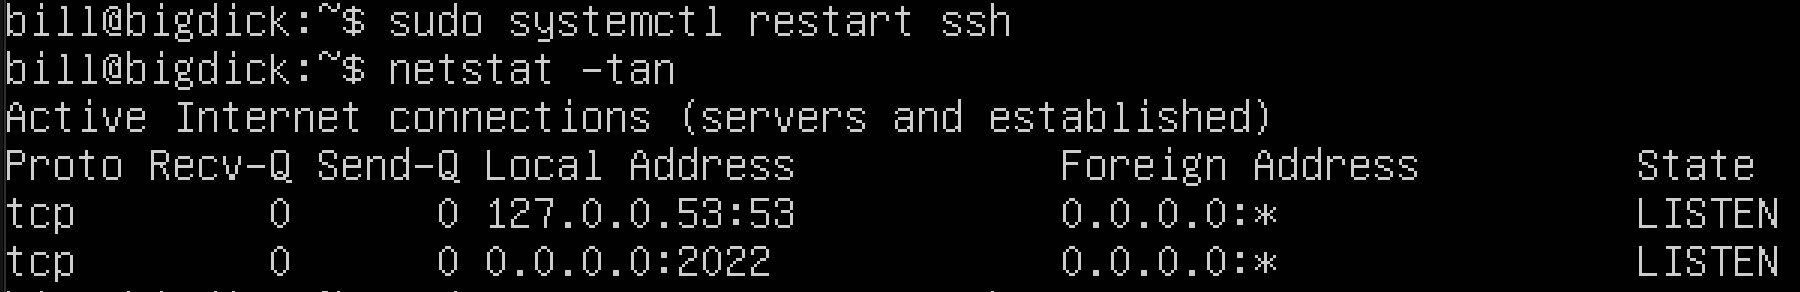 bill@bigdick:~$ sudo systemctl restart ssh
bill@bigdick:~$ netstat -tan
Active Internet connections (servers and established)
Proto Recv-Q Send-Q Local Address           Foreign Address         State
tcp        0      0 127.0.0.53:53           0.0.0.0:*               LISTEN
tcp        0      0 0.0.0.0:2022            0.0.0.0:*               LISTEN